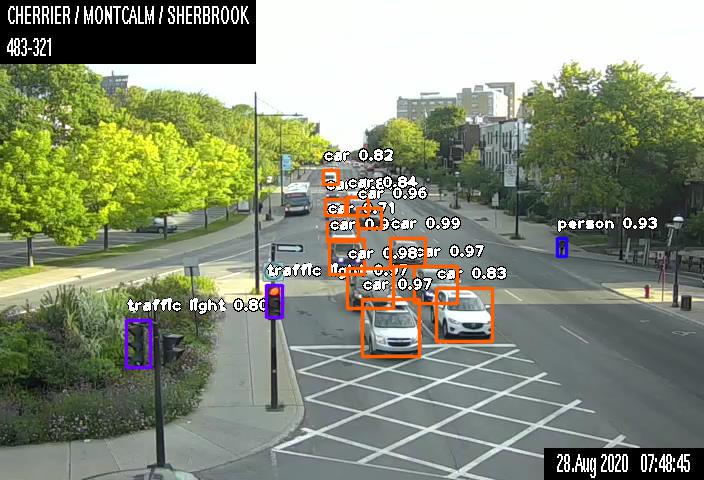 CHERRIER / MONTCALM / SHERBROOK
483-321
car 0.82
car 0.84
car 0.96
car 0.99
person 0.93
car 0.98
car 0.97
traffic light
car 0.83
car 0.97
traffic light 0.80
28.Aug 2020 07:48:45